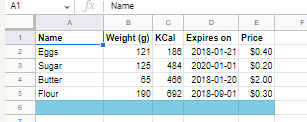 A1 fx Name
A B C D E
1 Name Weight (g) KCal Expires on Price
2 Eggs 121 186 2018-01-21 $0.40
3 Sugar 125 484 2020-01-01 $0.20
4 Butter 65 466 2018-01-20 $2.00
5 Flour 190 692 2018-09-01 $0.30
6